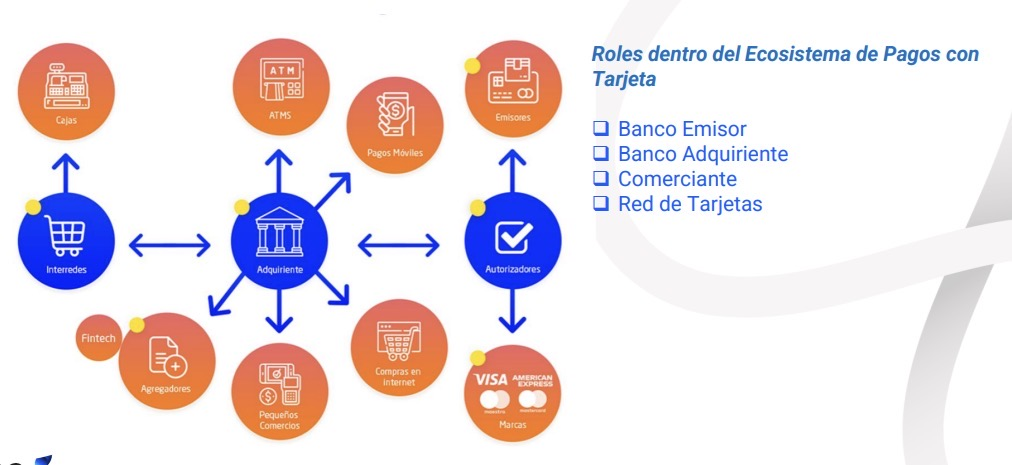 Roles dentro del Ecosistema de Pagos con
Tarjeta
❑ Banco Emisor
❑ Banco Adquiriente
❑ Comerciante
❑ Red de Tarjetas
Cajas
ATM
ATMS
Pagos Móviles
Emisores
Interredes
Adquiriente
Autorizadores
Fintech
Agregadores
Pequeños
Comercios
Compras en
Internet
VISA
AMERICAN
EXPRESS
maestro
mastercard
Marcas